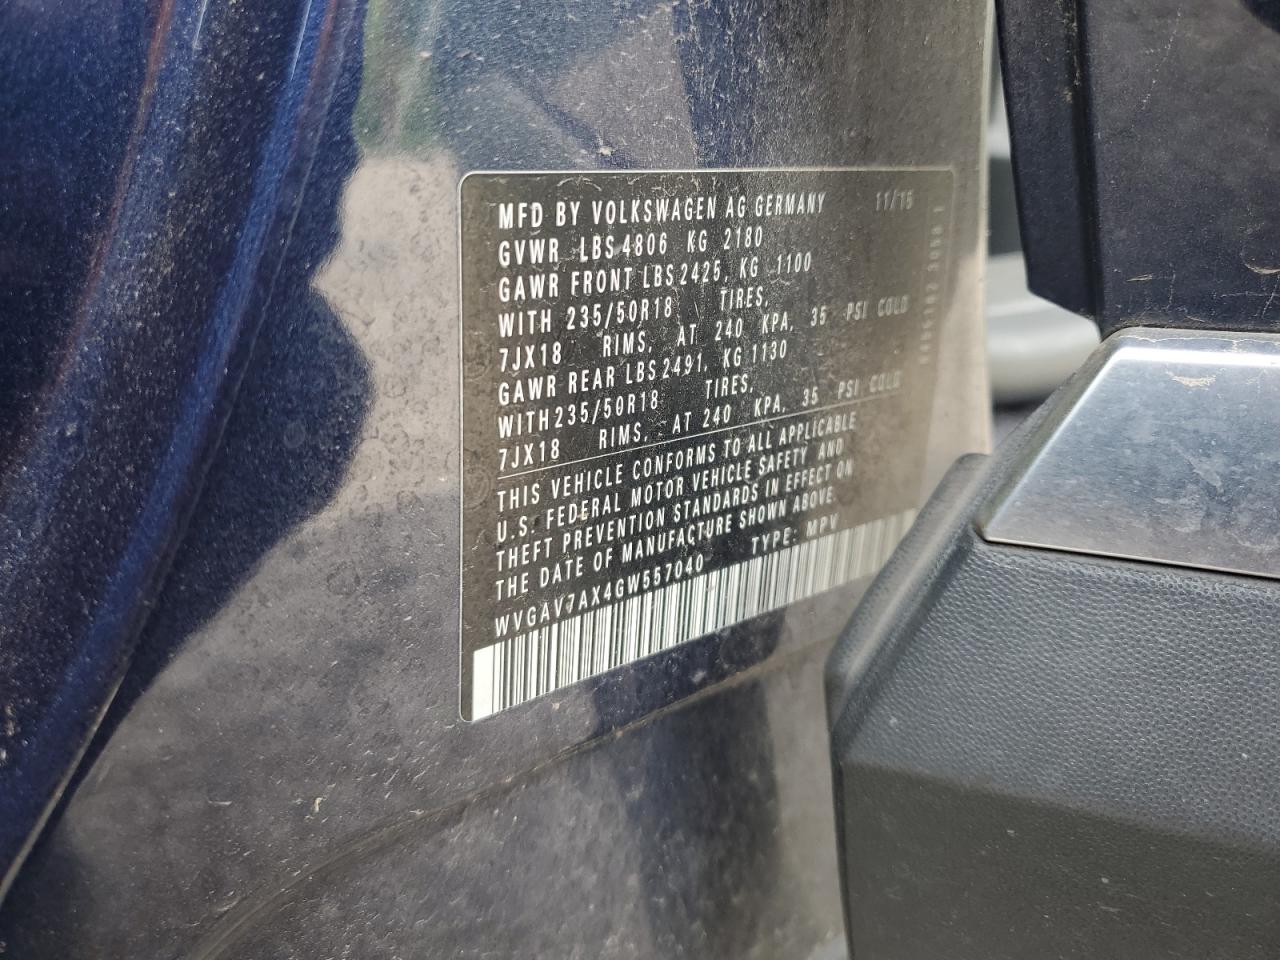 MFD BY VOLKSWAGEN AG GERMANY 11/15
GVWR LBS 4806 KG 2180
GAWR FRONT LBS 2425, KG 1100
WITH 235/50R18 TIRES,
7JX18 RIMS, AT 240 KPA, 35 PSI COLD
GAWR REAR LBS 2491, KG 1130
WITH 235/50R18 TIRES,
7JX18 RIMS, AT 240 KPA, 35 PSI COLD
THIS VEHICLE CONFORMS TO ALL APPLICABLE
U.S. FEDERAL MOTOR VEHICLE SAFETY AND
THEFT PREVENTION STANDARDS IN EFFECT ON
THE DATE OF MANUFACTURE SHOWN ABOVE.
WVGAV7AX4GW557040 TYPE: MPV